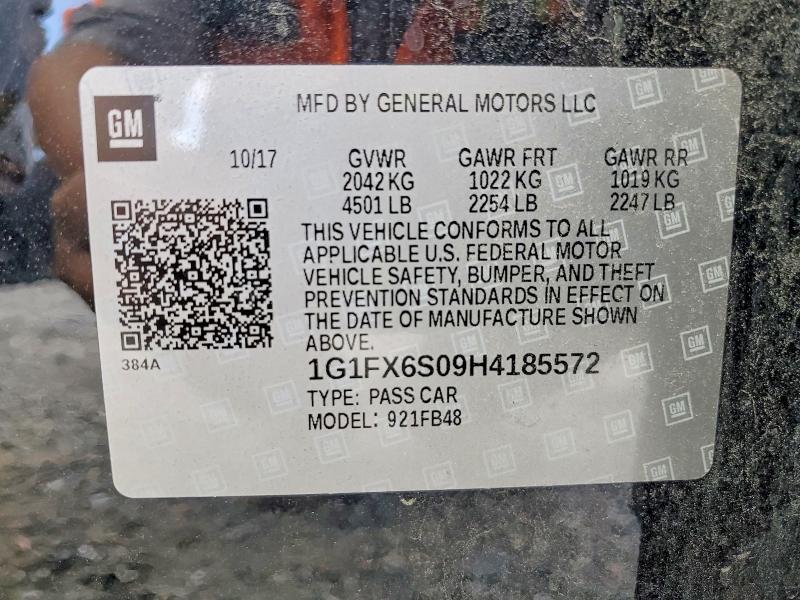 GM
MFD BY GENERAL MOTORS LLC
10/17 GVWR GAWR FRT GAWR RR
2042 KG 1022 KG 1019 KG
4501 LB 2254 LB 2247 LB
THIS VEHICLE CONFORMS TO ALL
APPLICABLE U.S. FEDERAL MOTOR
VEHICLE SAFETY, BUMPER, AND THEFT
PREVENTION STANDARDS IN EFFECT ON
THE DATE OF MANUFACTURE SHOWN
ABOVE.
384A
1G1FX6S09H4185572
TYPE: PASS CAR
MODEL: 921FB48